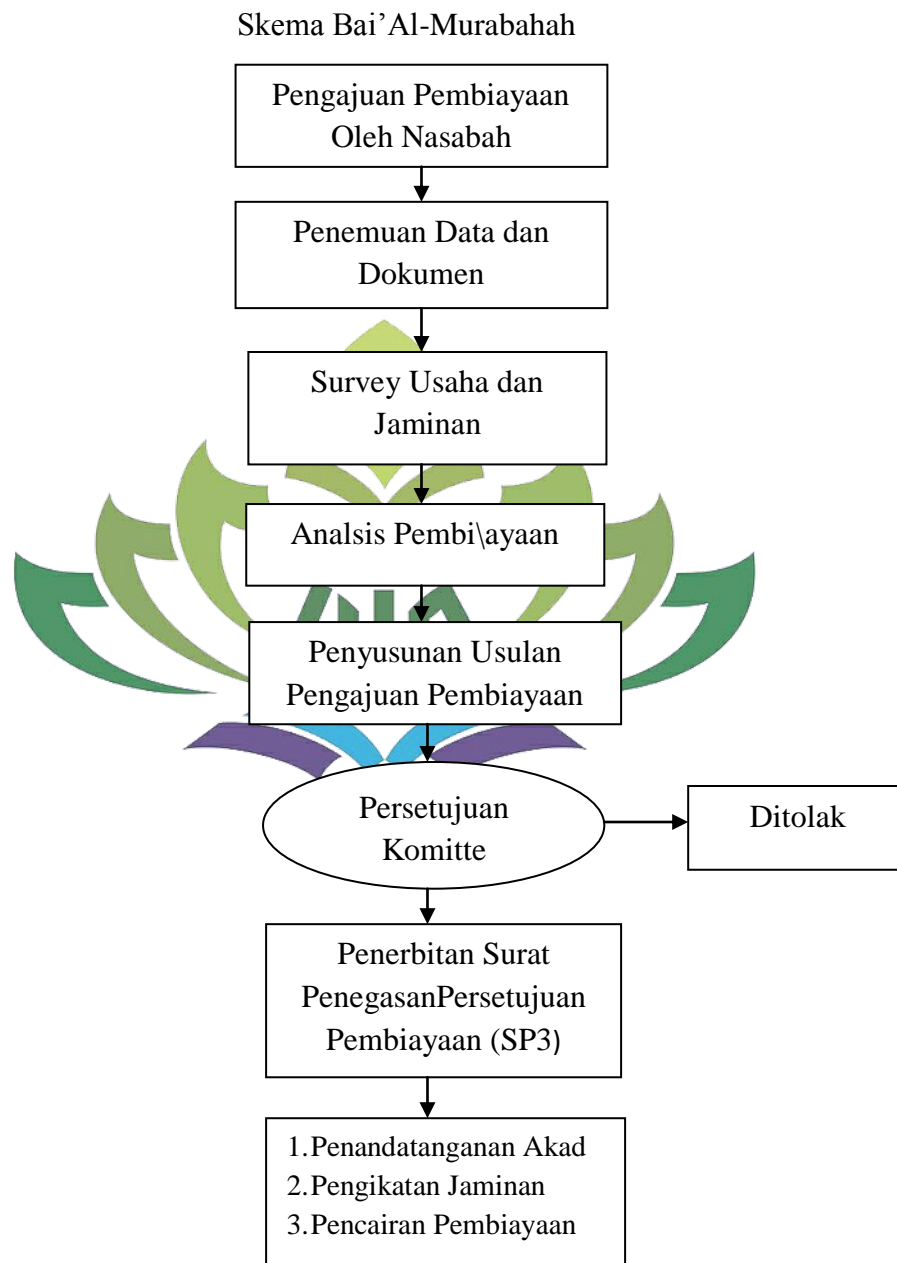 Skema Bai’Al-Murabahah
Pengajuan Pembiayaan
Oleh Nasabah
Penemuan Data dan
Dokumen
Survey Usaha dan
Jaminan
Analsis Pembi\ayaan
Penyusunan Usulan
Pengajuan Pembiayaan
Persetujuan
Komitte
Ditolak
Penerbitan Surat
PenegasanPersetujuan
Pembiayaan (SP3)
1.Penandatanganan Akad
2.Pengikatan Jaminan
3.Pencairan Pembiayaan